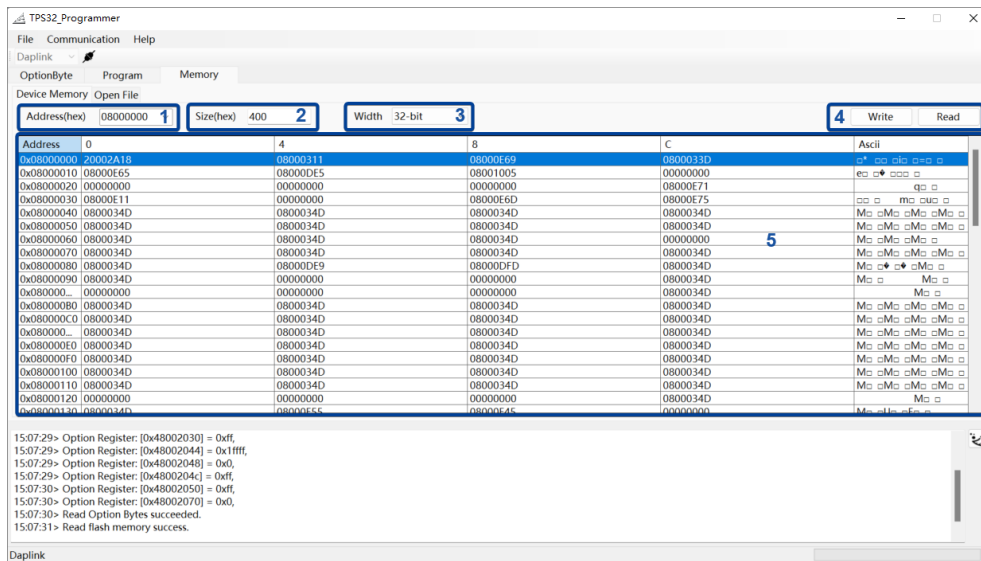 TPS32_Programmer
File Communication Help
Daplink
OptionByte Program Memory
Device Memory Open File
Address(hex) 08000000 1 Size(hex) 400 2 Width 32-bit 3 4 Write Read
Address 0 4 8 C Ascii
0x08000000 20002A18 08000311 08000E69 0800033D
0x08000010 08000E65 08000DE5 08001005 00000000
0x08000020 00000000 00000000 00000000 08000E71
0x08000030 08000E11 00000000 08000E6D 08000E75
0x08000040 0800034D 0800034D 0800034D 0800034D
0x08000050 0800034D 0800034D 0800034D 0800034D
0x08000060 0800034D 0800034D 0800034D 00000000
5
0x08000070 0800034D 0800034D 0800034D 0800034D
0x08000080 0800034D 08000DE9 08000DFD 0800034D
0x08000090 0800034D 00000000 00000000 0800034D
0x080000... 00000000 00000000 00000000 0800034D
0x080000B0 0800034D 0800034D 0800034D 0800034D
0x080000C0 0800034D 0800034D 0800034D 0800034D
0x080000... 0800034D 0800034D 0800034D 0800034D
0x080000E0 0800034D 0800034D 0800034D 0800034D
0x080000F0 0800034D 0800034D 0800034D 0800034D
0x08000100 0800034D 0800034D 0800034D 0800034D
0x08000110 0800034D 0800034D 0800034D 0800034D
0x08000120 00000000 00000000 00000000 0800034D
0x08000130 0800034D 08000E55 08000E45 00000000
15:07:29> Option Register: [0x48002030] = 0xff,
15:07:29> Option Register: [0x48002044] = 0x1ffff,
15:07:29> Option Register: [0x48002048] = 0x0,
15:07:29> Option Register: [0x4800204c] = 0xff,
15:07:30> Option Register: [0x48002050] = 0xff,
15:07:30> Option Register: [0x48002070] = 0x0,
15:07:30> Read Option Bytes succeeded.
15:07:31> Read flash memory success.
Daplink